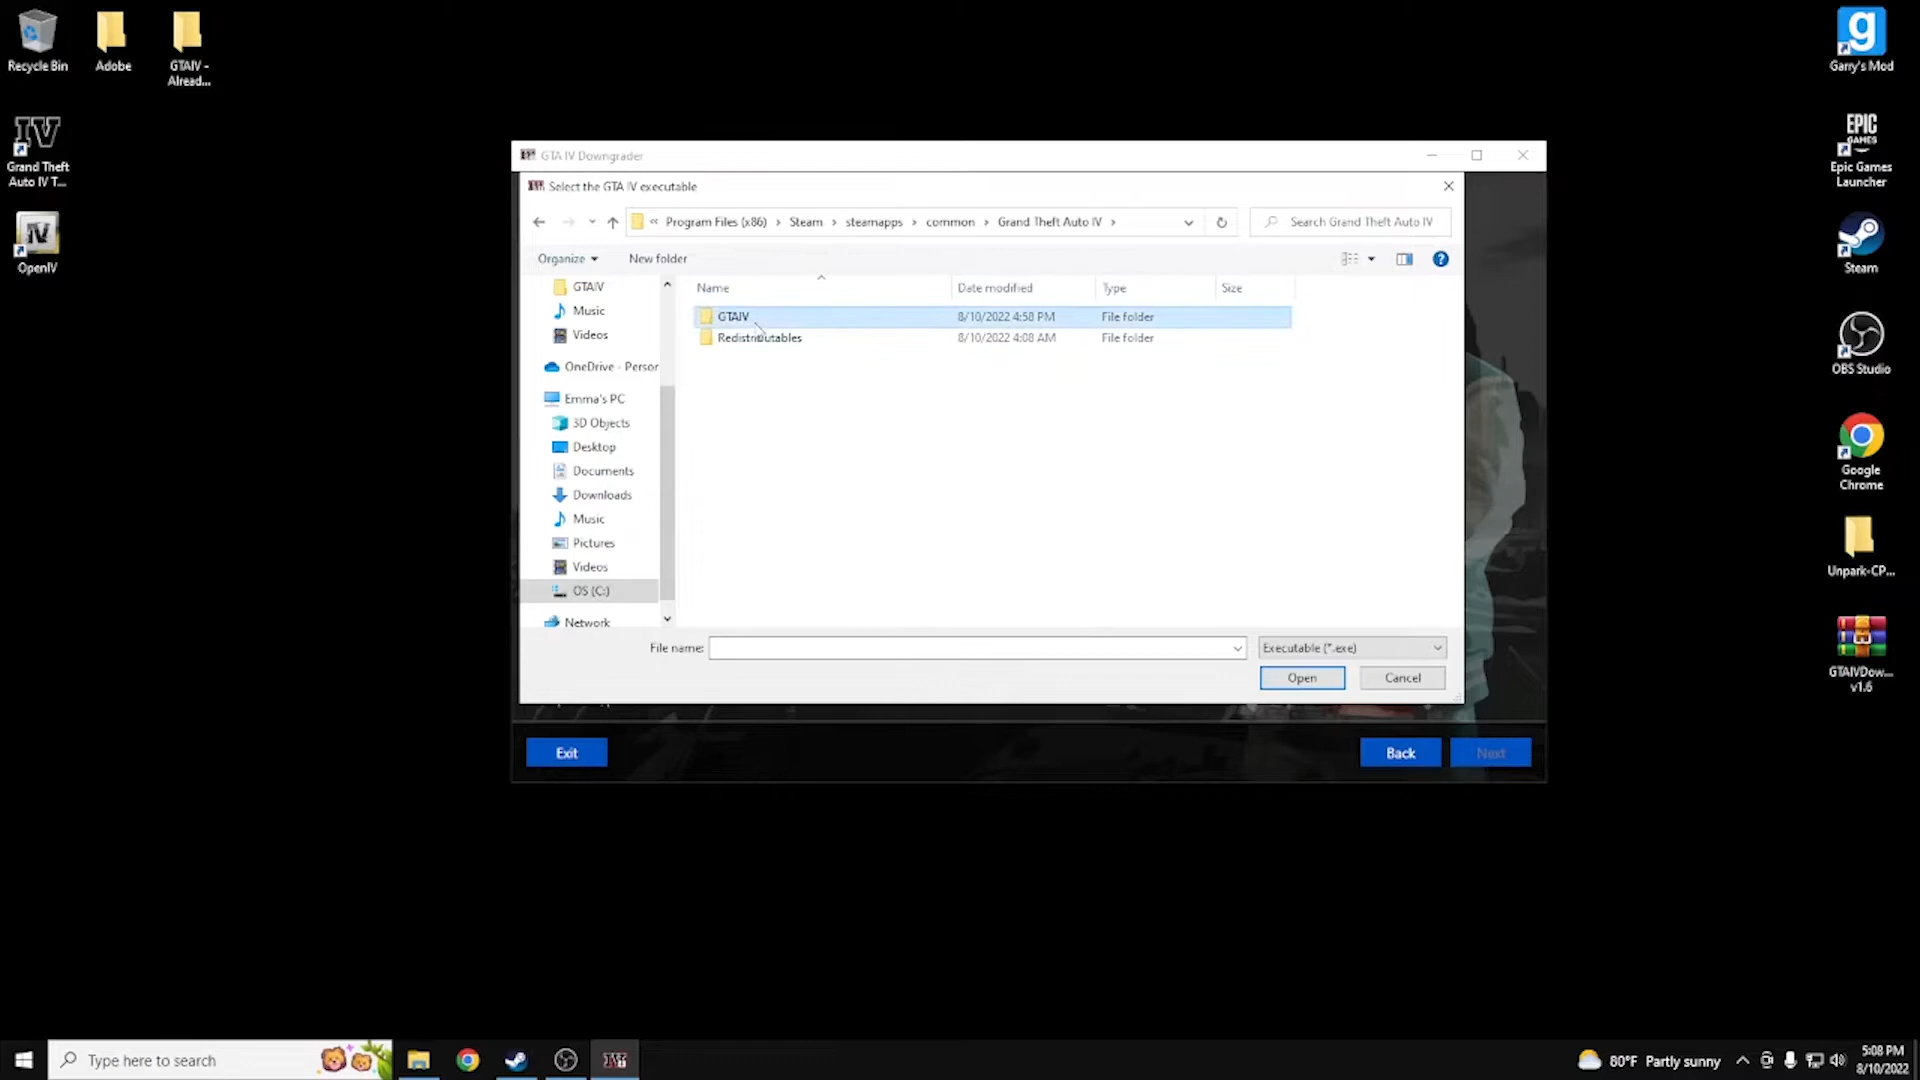 Recycle Bin
Adobe
GTAIV -
Alread...
Grand Theft
Auto IV T...
OpenIV
GTA IV Downgrader
Select the GTA IV executable
« Program Files (x86) › Steam › steamapps › common › Grand Theft Auto IV ›
Search Grand Theft Auto IV
Organize
New folder
GTAIV
Music
Videos
OneDrive - Person
Emma's PC
3D Objects
Desktop
Documents
Downloads
Music
Pictures
Videos
OS (C:)
Network
Name Date modified Type Size
GTAIV 8/10/2022 4:58 PM File folder
Redistributables 8/10/2022 4:08 AM File folder
File name:
Executable (*.exe)
Open
Cancel
Exit
Back
Next
Garry's Mod
EPIC
GAMES
Epic Games
Launcher
Steam
OBS Studio
Google
Chrome
Unpark-CP...
GTAIVDow...
v1.6
Type here to search
80°F Partly sunny
5:08 PM
8/10/2022